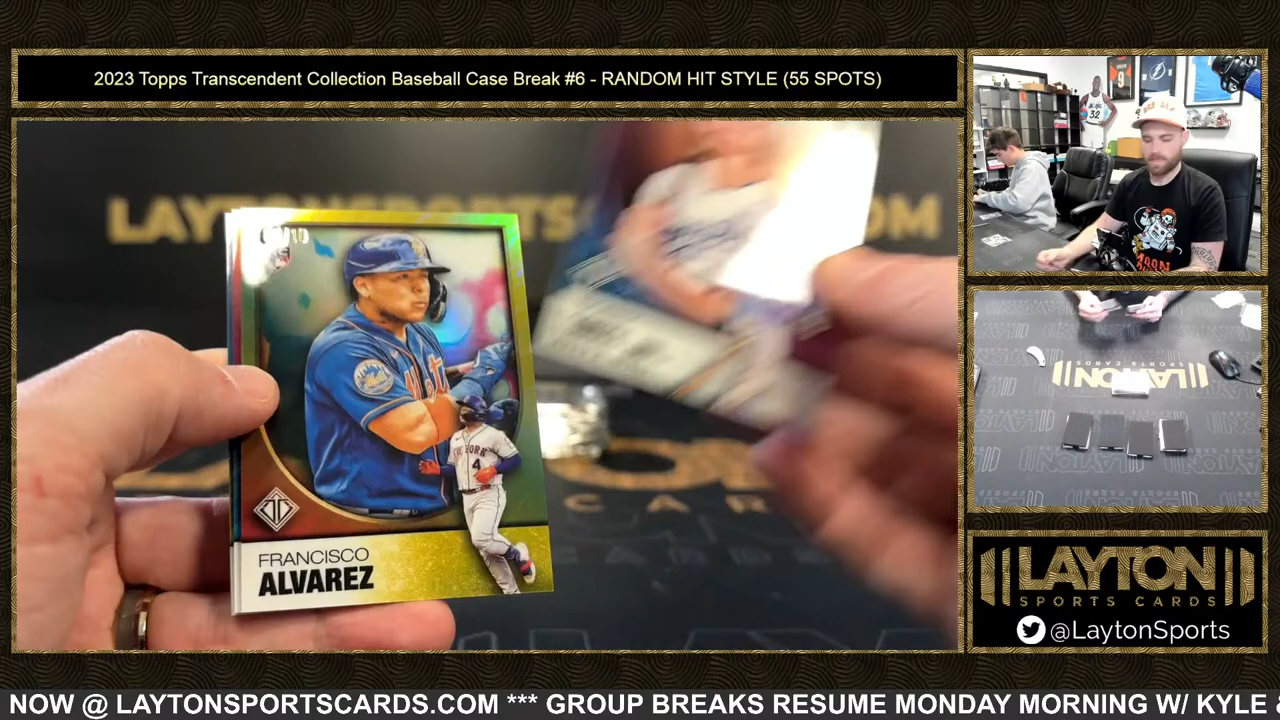 2023 Topps Transcendent Collection Baseball Case Break #6 - RANDOM HIT STYLE (55 SPOTS)
FRANCISCO
ALVAREZ
LAYTON
SPORTS CARDS
@LaytonSports
NOW @ LAYTONSPORTSCARDS.COM *** GROUP BREAKS RESUME MONDAY MORNING W/ KYLE &